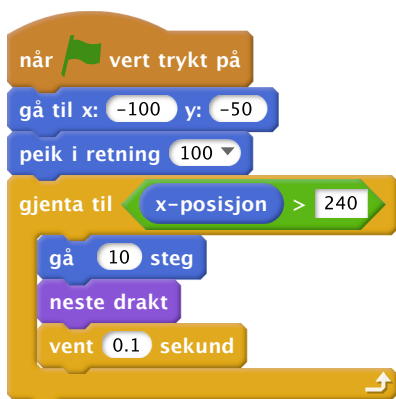 når vert trykt på
gå til x: -100 y: -50
peik i retning 100
gjenta til x-posisjon > 240
gå 10 steg
neste drakt
vent 0.1 sekund